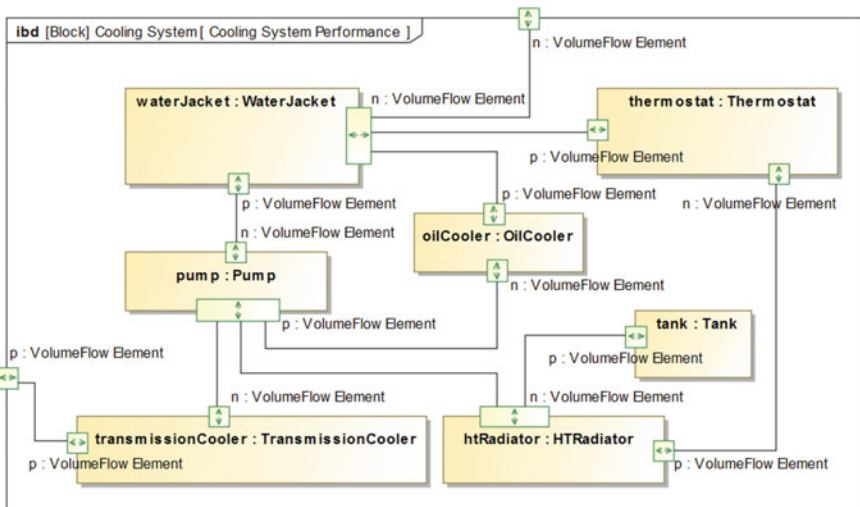 ibd [Block] Cooling System[ Cooling System Performance ]
n : VolumeFlow Element
waterJacket : WaterJacket
n : VolumeFlow Element
thermostat : Thermostat
p : VolumeFlow Element
p : VolumeFlow Element
p : VolumeFlow Element
n : VolumeFlow Element
n : VolumeFlow Element
oilCooler : OilCooler
pump : Pump
n : VolumeFlow Element
p : VolumeFlow Element
tank : Tank
p : VolumeFlow Element
p : VolumeFlow Element
n : VolumeFlow Element
n : VolumeFlow Element
transmissionCooler : TransmissionCooler
htRadiator : HTRadiator
p : VolumeFlow Element
p : VolumeFlow Element